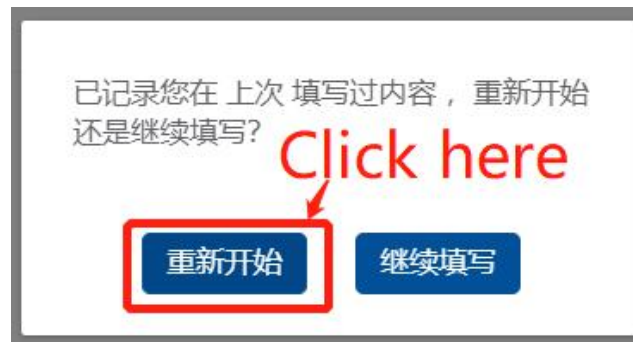 已记录您在 上次 填写过内容 ，重新开始
还是继续填写?
Click here
重新开始
继续填写